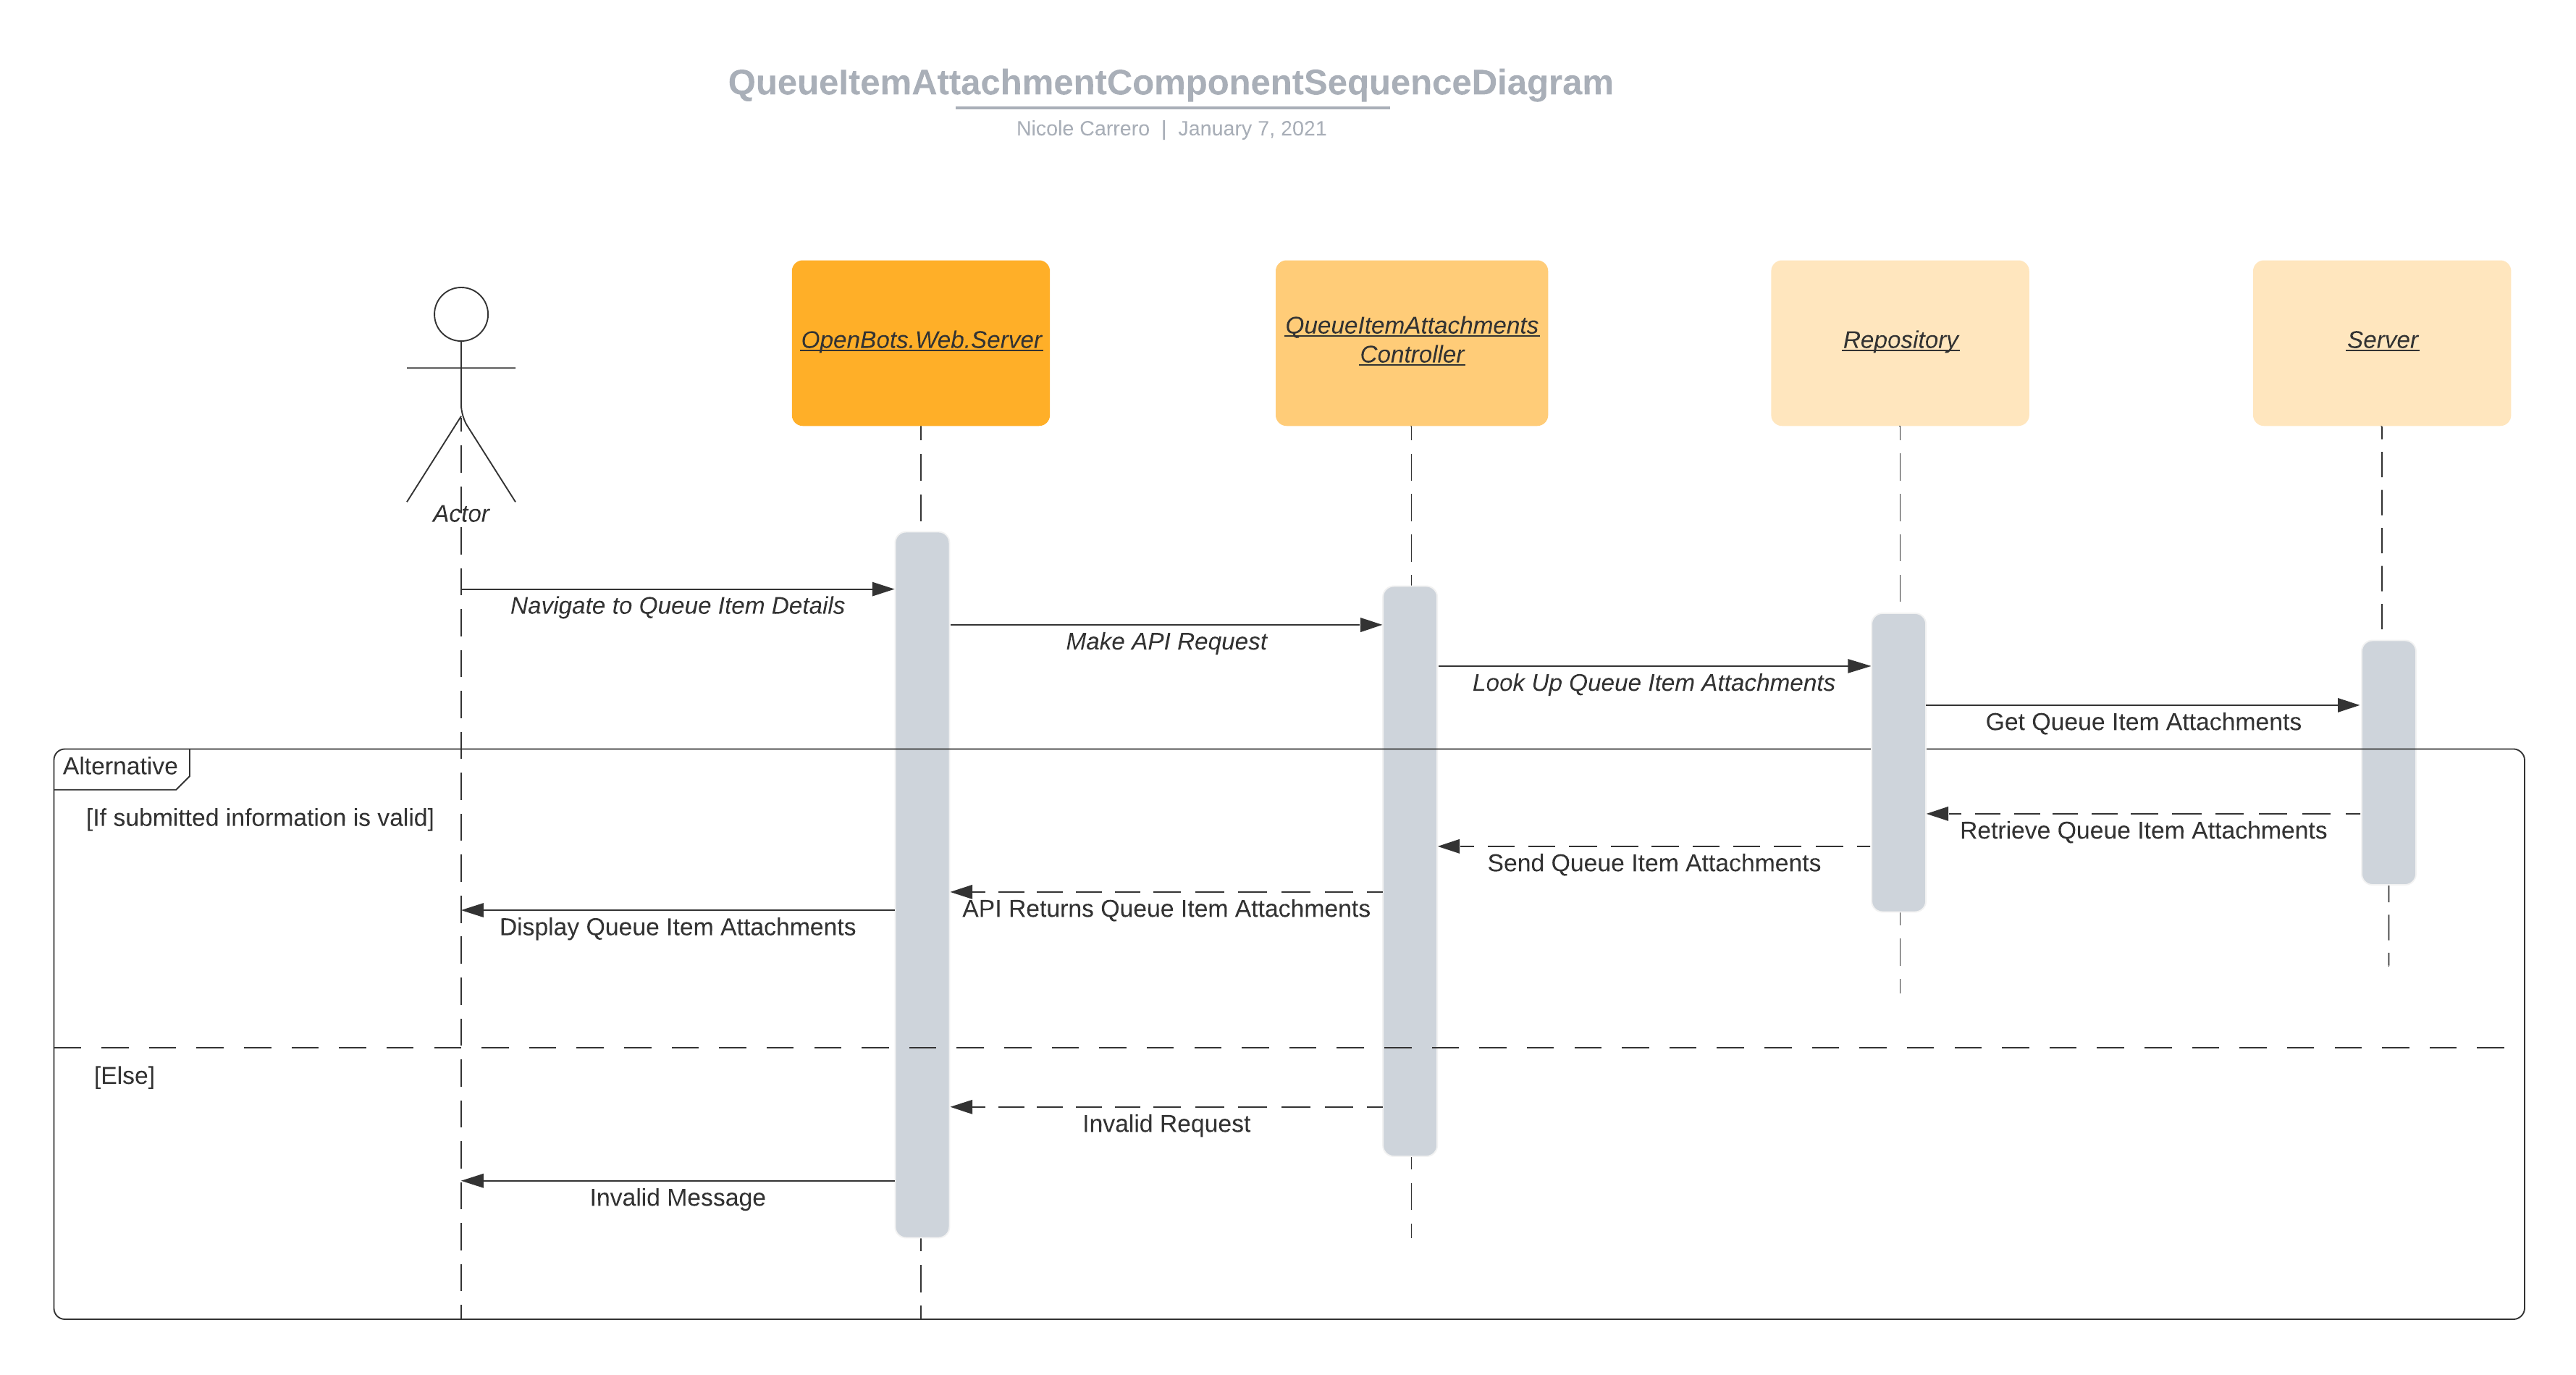 QueueItemAttachmentComponentSequenceDiagram
Nicole Carrero | January 7, 2021
OpenBots.Web.Server
QueueItemAttachments
Controller
Repository
Server
Actor
Navigate to Queue Item Details
Make API Request
Look Up Queue Item Attachments
Get Queue Item Attachments
Alternative
[If submitted information is valid]
Retrieve Queue Item Attachments
Send Queue Item Attachments
API Returns Queue Item Attachments
Display Queue Item Attachments
[Else]
Invalid Request
Invalid Message